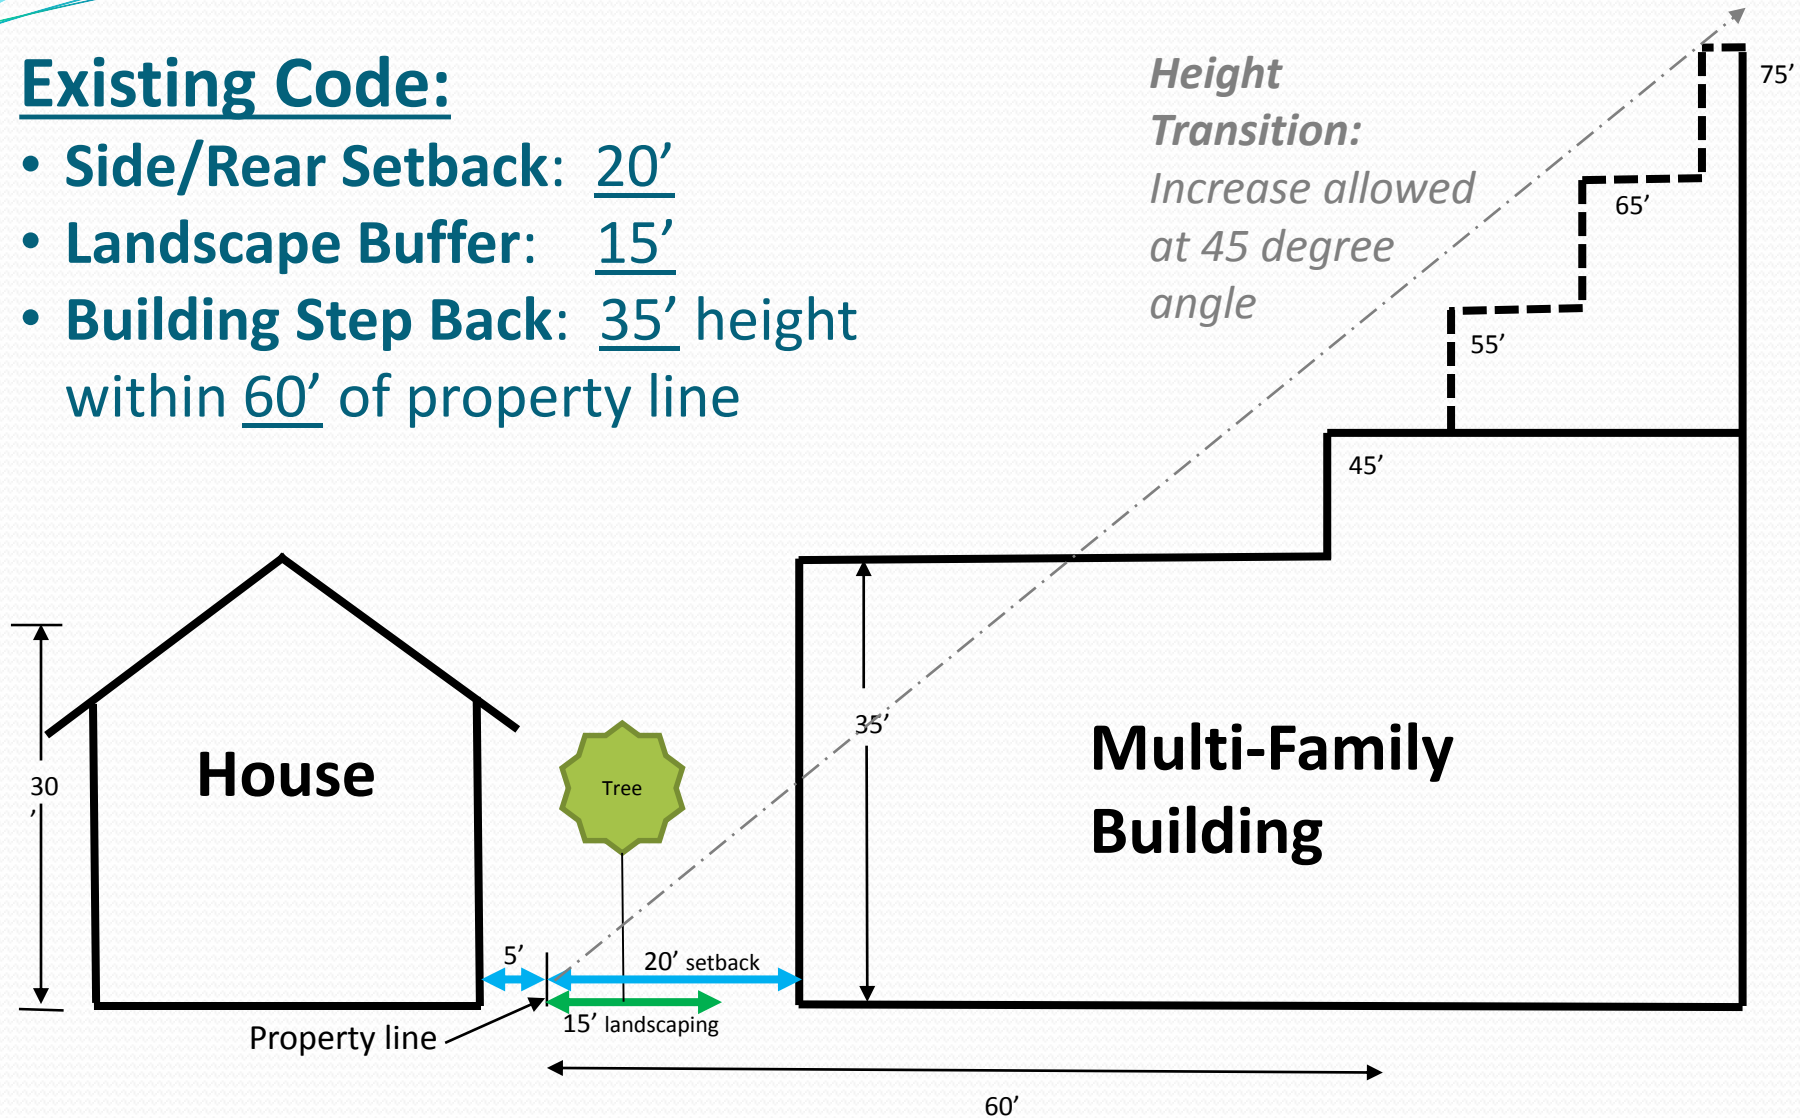 Existing Code:
• Side/Rear Setback: 20’
• Landscape Buffer: 15’
• Building Step Back: 35’ height
within 60’ of property line
Height
Transition:
Increase allowed
at 45 degree
angle
75’
65’
55’
45’
35’
Multi-Family
Building
House
30
’
Tree
5’
20’ setback
15’ landscaping
Property line
60’